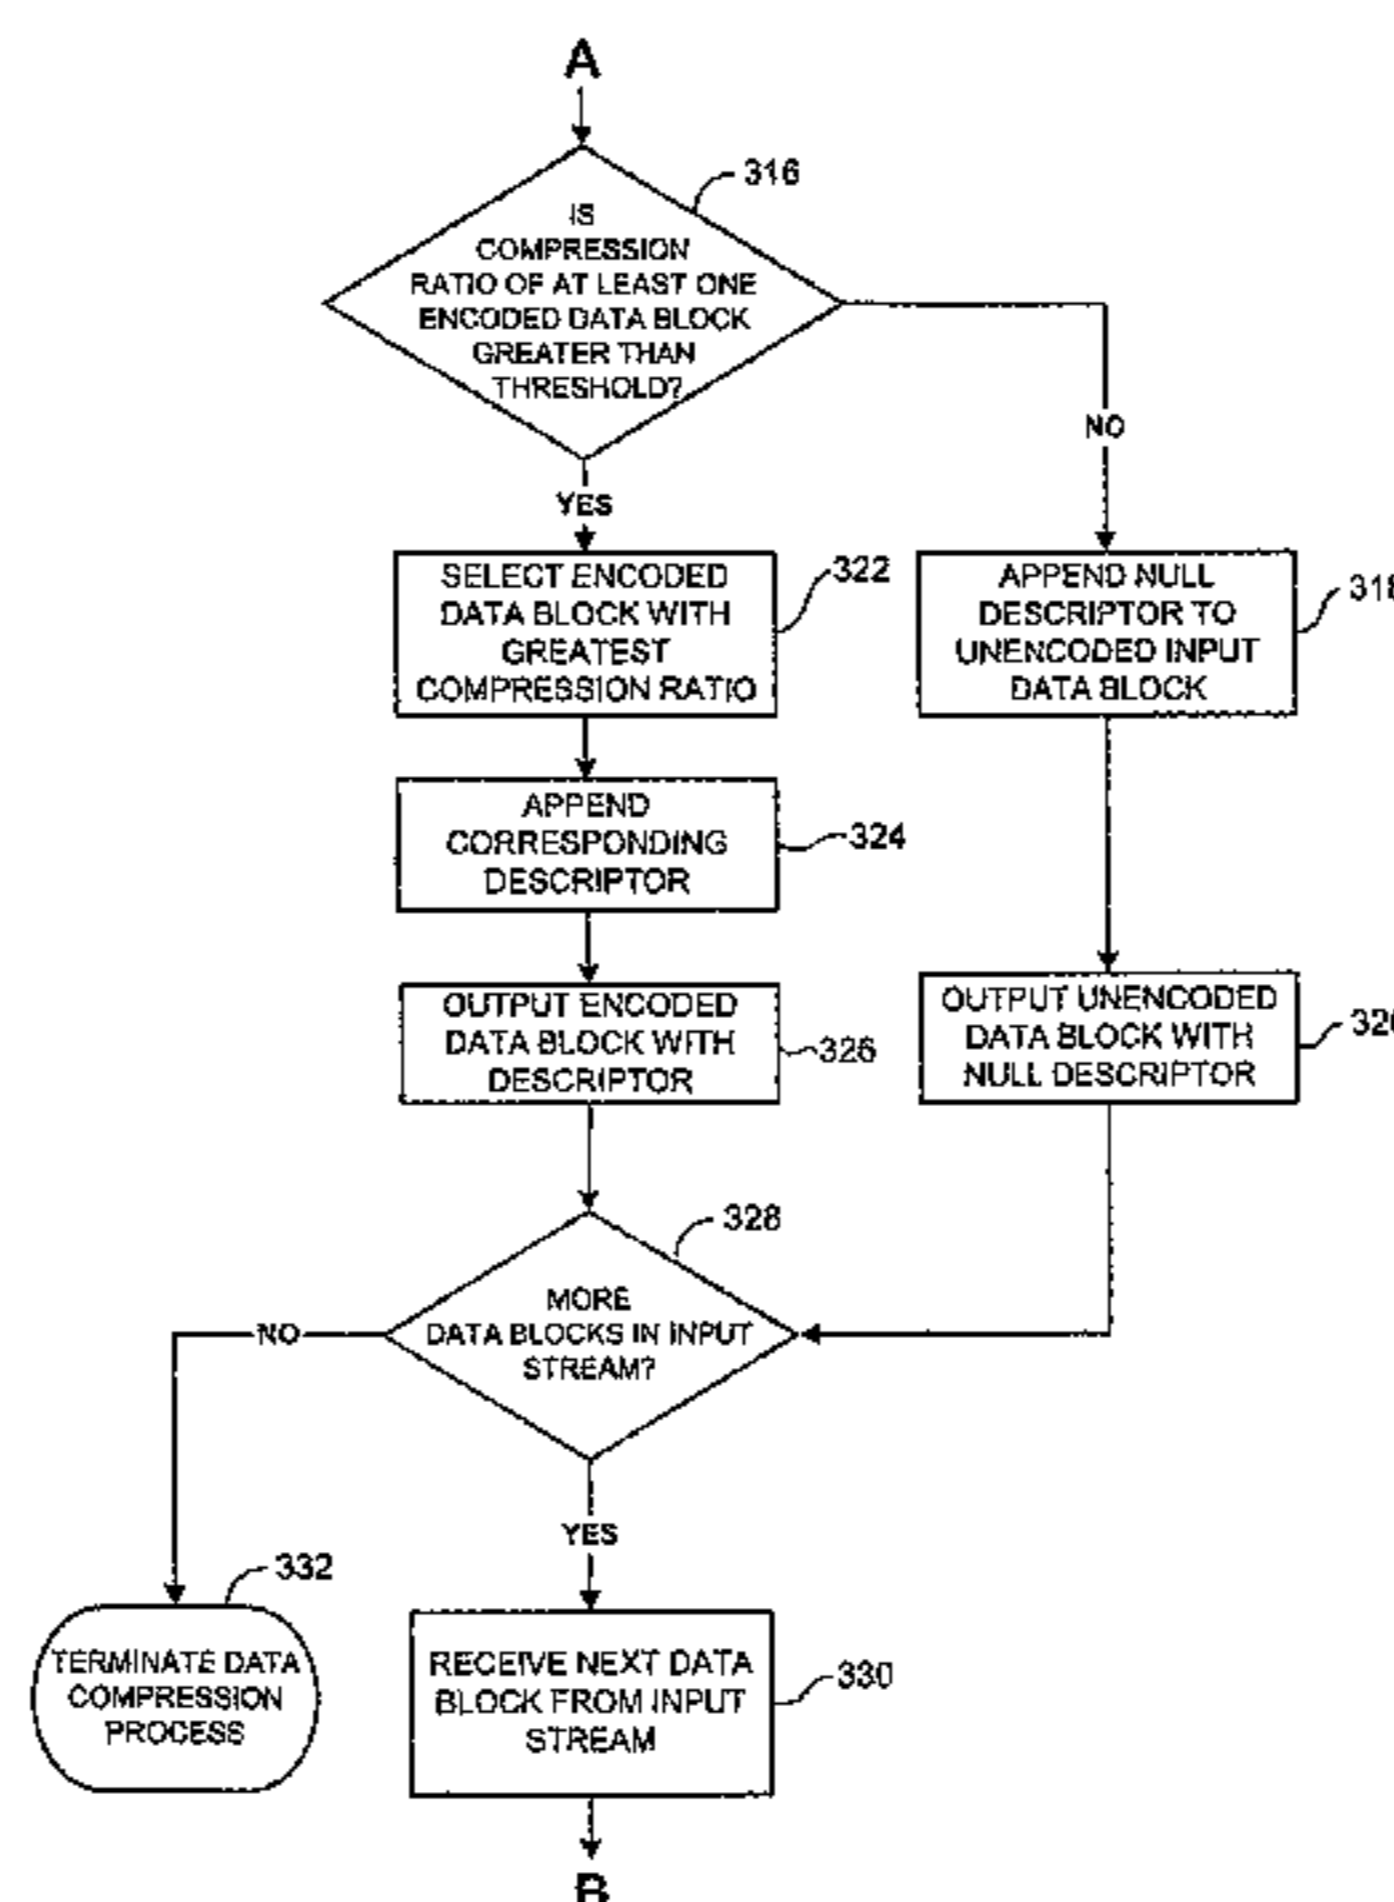 A
316
IS
COMPRESSION
RATIO OF AT LEAST ONE
ENCODED DATA BLOCK
GREATER THAN
THRESHOLD?
NO
YES
SELECT ENCODED
DATA BLOCK WITH
GREATEST
COMPRESSION RATIO
322
APPEND NULL
DESCRIPTOR TO
UNENCODED INPUT
DATA BLOCK
318
APPEND
CORRESPONDING
DESCRIPTOR
324
OUTPUT ENCODED
DATA BLOCK WITH
DESCRIPTOR
326
OUTPUT UNENCODED
DATA BLOCK WITH
NULL DESCRIPTOR
320
328
MORE
DATA BLOCKS IN INPUT
STREAM?
NO
YES
332
TERMINATE DATA
COMPRESSION
PROCESS
RECEIVE NEXT DATA
BLOCK FROM INPUT
STREAM
330
B